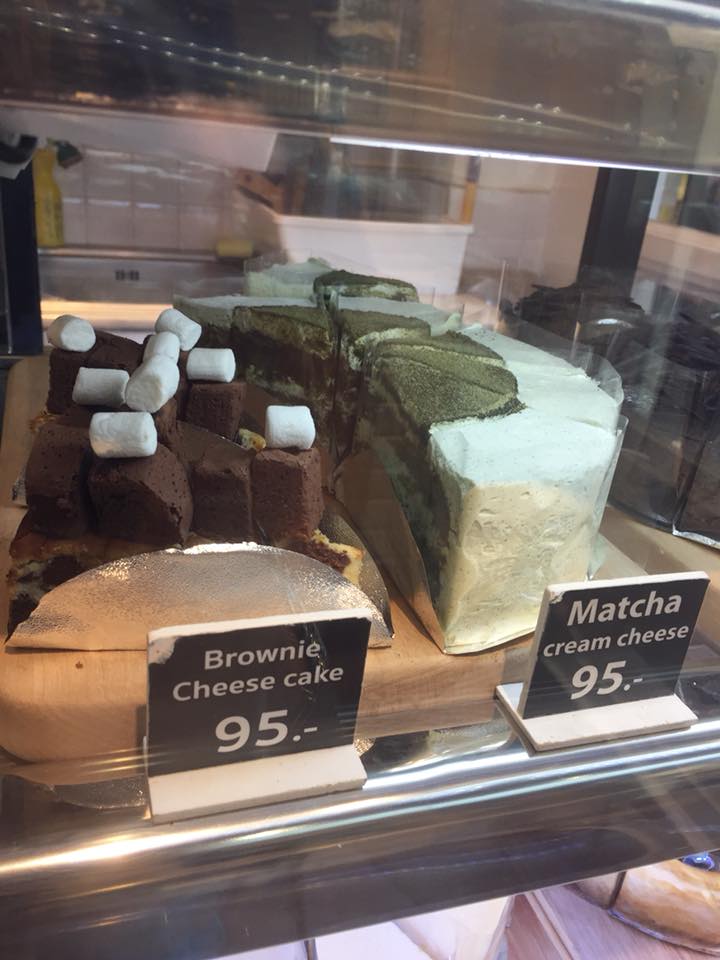 Brownie
Cheese cake
95.-
Matcha
cream cheese
95.-